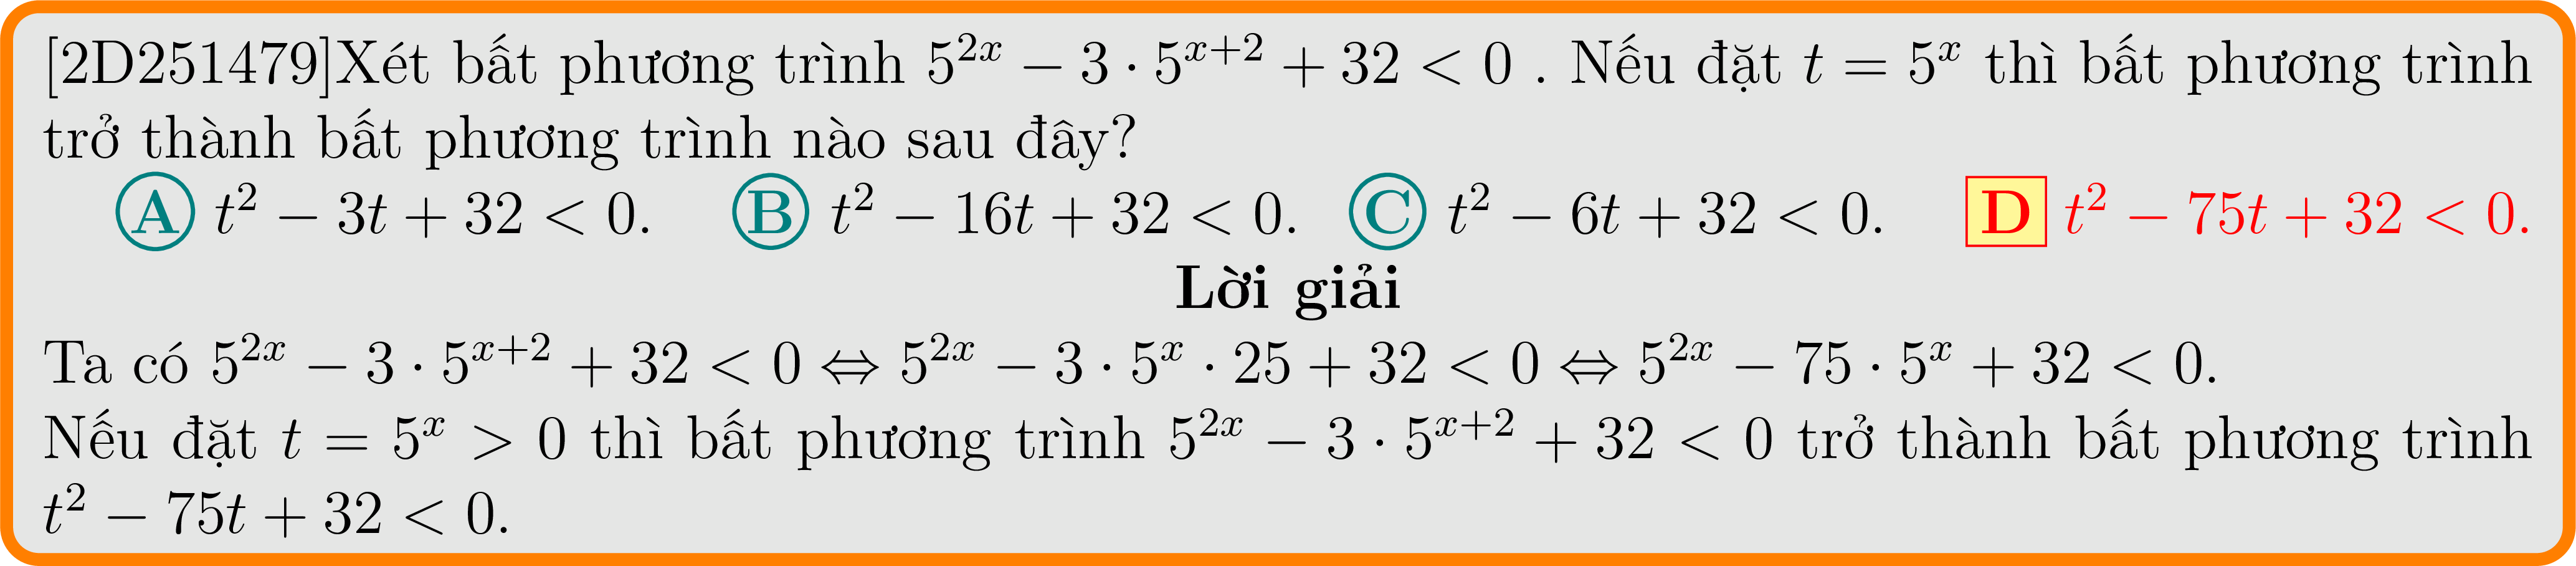 [2D251479]Xét bất phương trình $5^{2x} - 3 \cdot 5^{x+2} + 32 < 0$ . Nếu đặt $t = 5^x$ thì bất phương trình
trở thành bất phương trình nào sau đây?
A $t^2 - 3t + 32 < 0$. B $t^2 - 16t + 32 < 0$. C $t^2 - 6t + 32 < 0$. D $t^2 - 75t + 32 < 0$.
Lời giải
Ta có $5^{2x} - 3 \cdot 5^{x+2} + 32 < 0 \Leftrightarrow 5^{2x} - 3 \cdot 5^x \cdot 25 + 32 < 0 \Leftrightarrow 5^{2x} - 75 \cdot 5^x + 32 < 0$.
Nếu đặt $t = 5^x > 0$ thì bất phương trình $5^{2x} - 3 \cdot 5^{x+2} + 32 < 0$ trở thành bất phương trình
$t^2 - 75t + 32 < 0$.